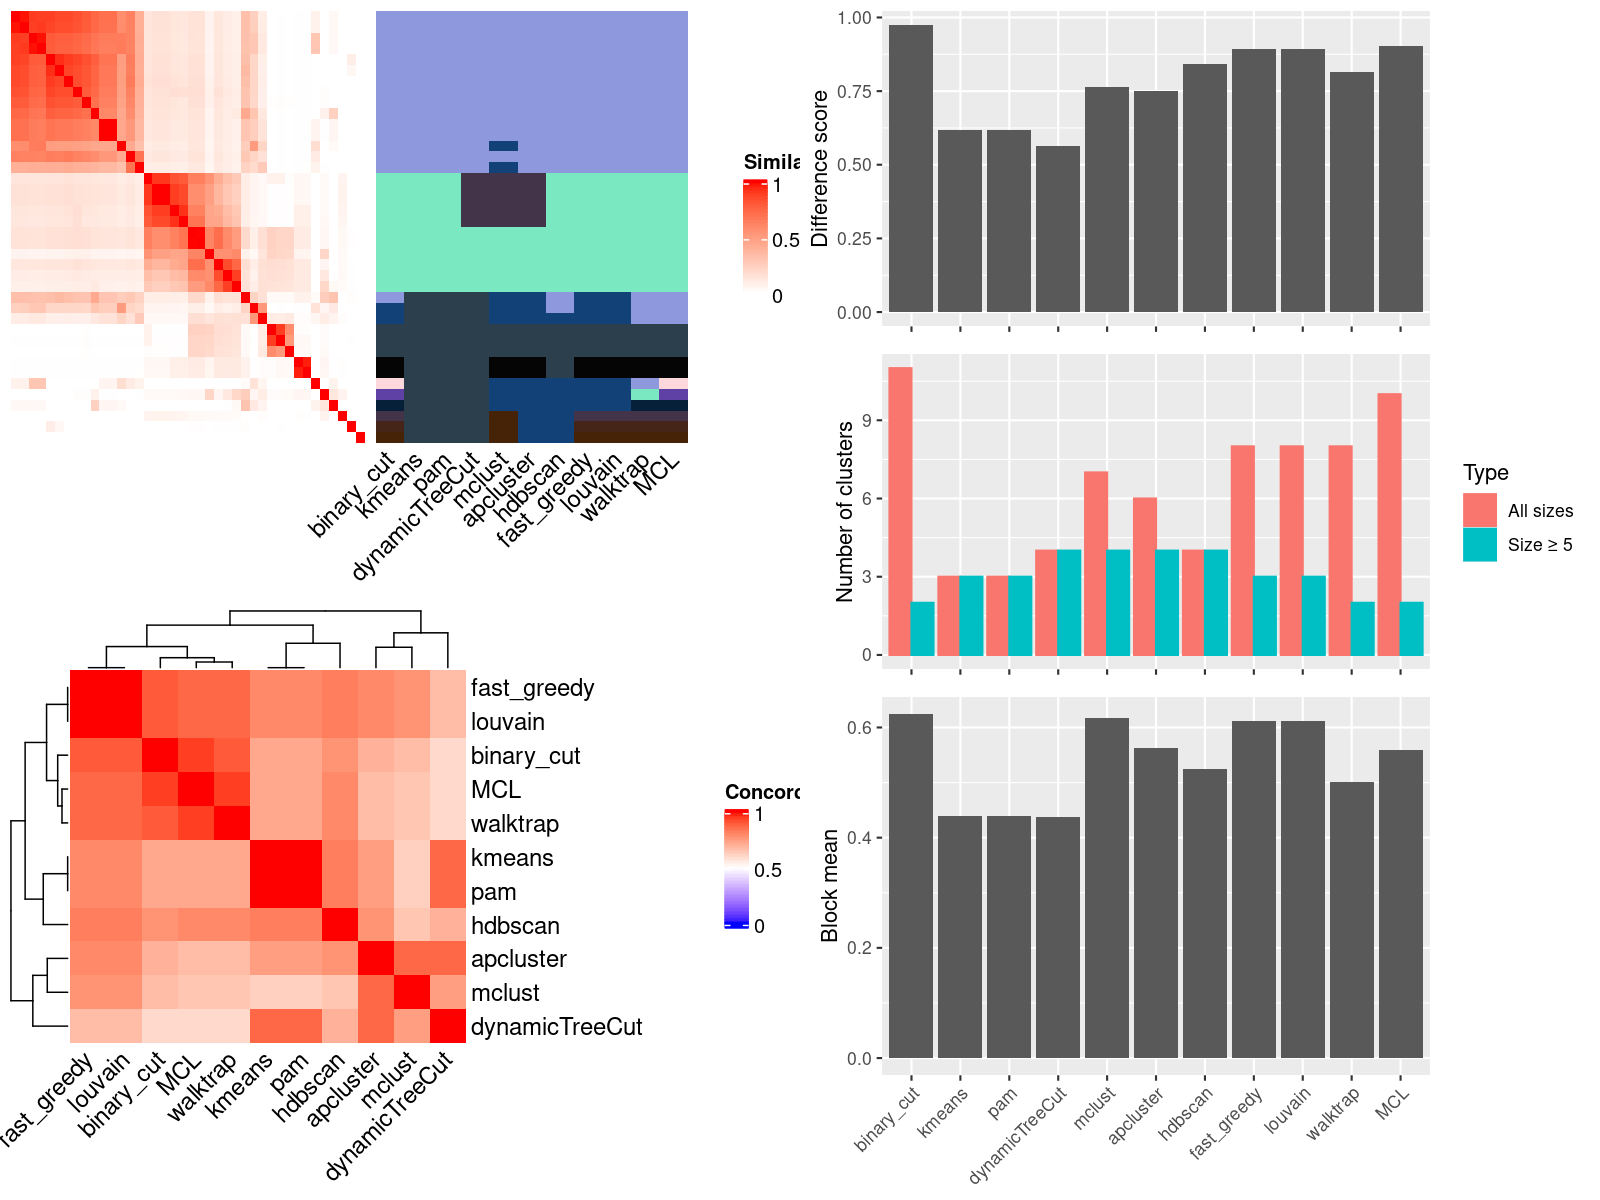 Simila
1
0.5
0
binary_cut
kmeans
pam
dynamicTreeCut
mclust
apcluster
hdbscan
fast_greedy
louvain
walktrap
MCL
fast_greedy
louvain
binary_cut
MCL
walktrap
kmeans
pam
hdbscan
apcluster
mclust
dynamicTreeCut
fast_greedy
louvain
binary_cut
MCL
walktrap
kmeans
pam
hdbscan
apcluster
mclust
dynamicTreeCut
Concord
1
0.5
0
Difference score
1.00
0.75
0.50
0.25
0.00
Number of clusters
9
6
3
0
Type
All sizes
Size ≥ 5
Block mean
0.6
0.4
0.2
0.0
binary_cut
kmeans
pam
dynamicTreeCut
mclust
apcluster
hdbscan
fast_greedy
louvain
walktrap
MCL